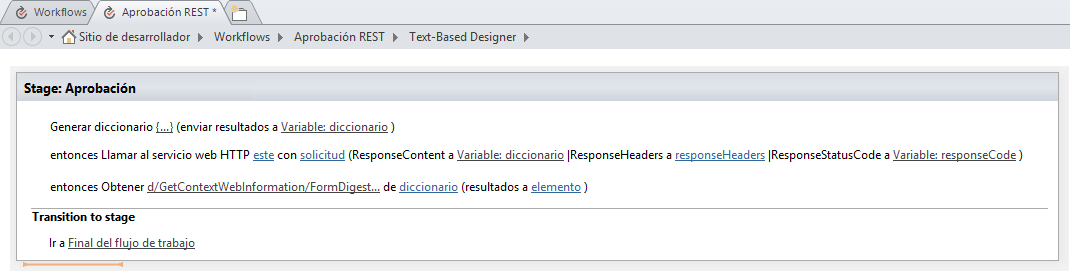 Workflows Aprobación REST *
Sitio de desarrollador Workflows Aprobación REST Text-Based Designer
Stage: Aprobación
Generar diccionario {...} (enviar resultados a Variable: diccionario )
entonces Llamar al servicio web HTTP este con solicitud (ResponseContent a Variable: diccionario |ResponseHeaders a responseHeaders |ResponseStatusCode a Variable: responseCode )
entonces Obtener d/GetContextWebInformation/FormDigest... de diccionario (resultados a elemento )
Transition to stage
Ir a Final del flujo de trabajo